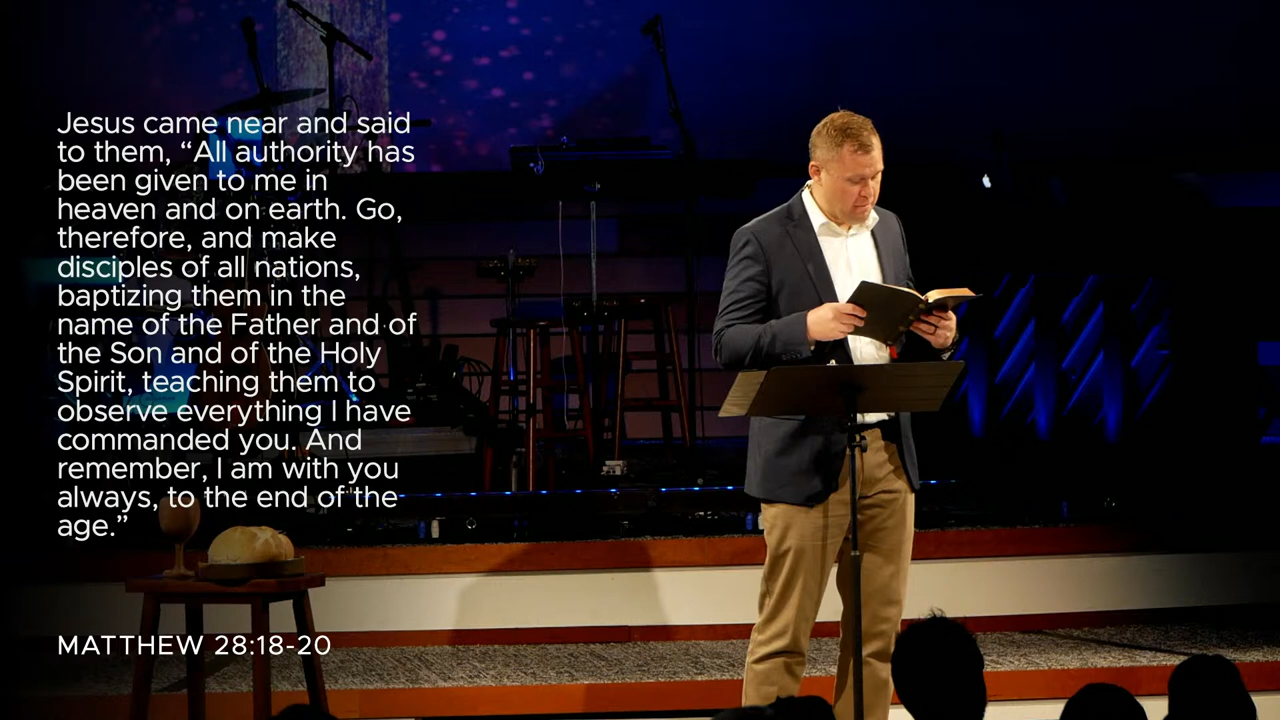 Jesus came near and said
to them, “All authority has
been given to me in
heaven and on earth. Go,
therefore, and make
disciples of all nations,
baptizing them in the
name of the Father and of
the Son and of the Holy
Spirit, teaching them to
observe everything I have
commanded you. And
remember, I am with you
always, to the end of the
age.”
MATTHEW 28:18-20